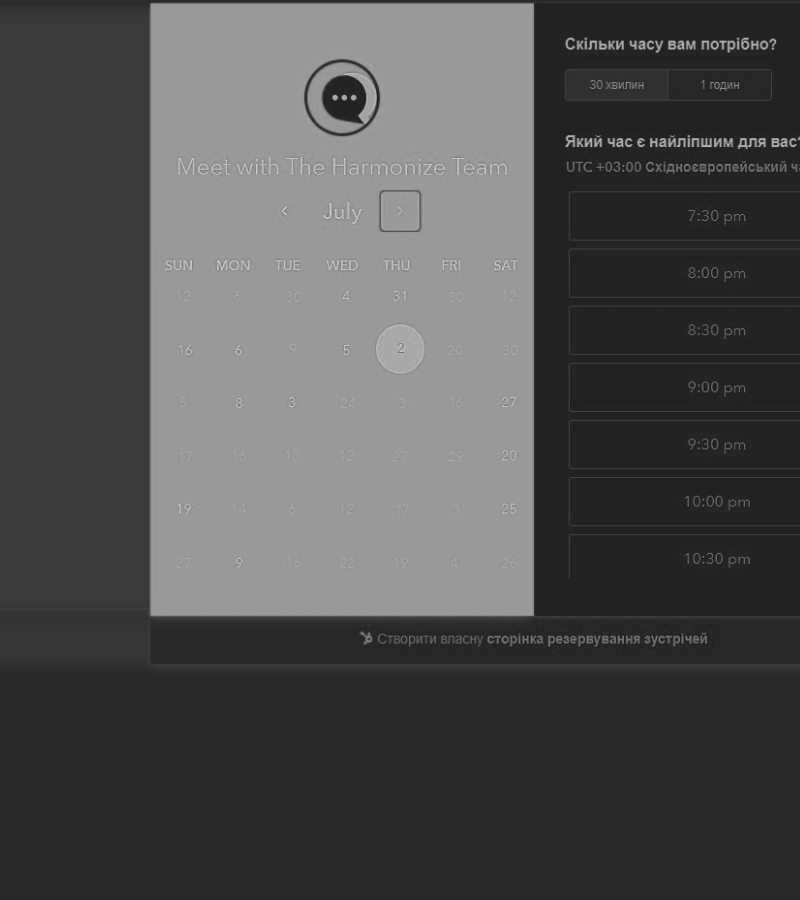 Meet with The Harmonize Team
July
SUN MON TUE WED THU FRI SAT
12 6 30 4 31 30 12
16 6 9 5 2 20 30
5 8 3 24 3 16 27
17 16 13 12 27 29 20
19 14 6 12 17 3 25
27 9 16 22 19 4 26
Скільки часу вам потрібно?
30 хвилин 1 годин
Який час є найліпшим для вас?
UTC +03:00 Східноєвропейський
7:30 pm
8:00 pm
8:30 pm
9:00 pm
9:30 pm
10:00 pm
10:30 pm
Створити власну сторінка резервування зустрічей